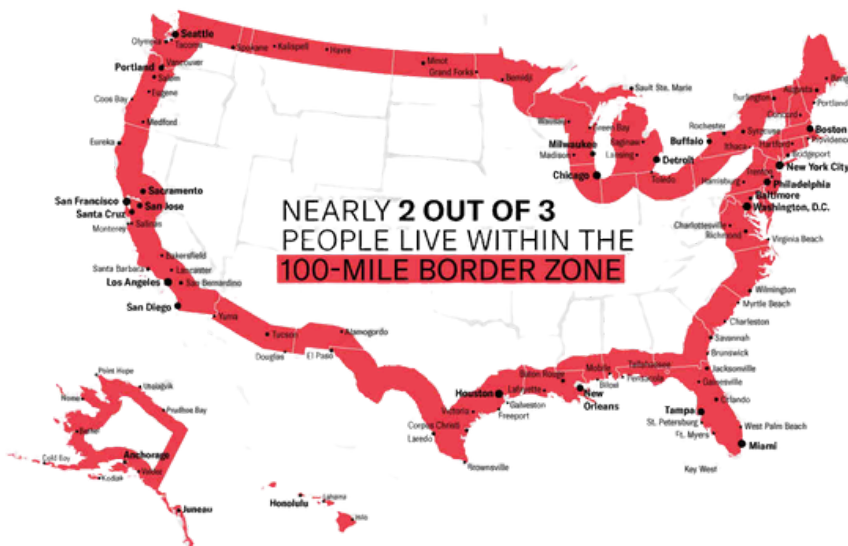 Seattle
Olympia
Tacoma
Spokane
Kalispell
Havre
Vancouver
Portland
Salem
Eugene
Coos Bay
Medford
Eureka
Minot
Grand Forks
Bemidji
Sault Ste. Marie
Wausau
Green Bay
Milwaukee
Madison
Saginaw
Lansing
Detroit
Chicago
Toledo
Buffalo
Rochester
Syracuse
Ithaca
Burlington
Augusta
Portland
Concord
Boston
Hartford
Providence
Bridgeport
New York City
Trenton
Harrisburg
Philadelphia
Baltimore
Washington, D.C.
Charlottesville
Richmond
Virginia Beach
Sacramento
San Francisco
San Jose
Santa Cruz
Monterey
Salinas
NEARLY 2 OUT OF 3
PEOPLE LIVE WITHIN THE
100-MILE BORDER ZONE
Bakersfield
Santa Barbara
Lancaster
Los Angeles
San Bernardino
San Diego
Yuma
Tucson
Douglas
El Paso
Alamogordo
Wilmington
Myrtle Beach
Charleston
Savannah
Brunswick
Jacksonville
Gainesville
Orlando
Tampa
St. Petersburg
Ft. Myers
West Palm Beach
Miami
Key West
Tallahassee
Pensacola
Mobile
Biloxi
New
Orleans
Baton Rouge
Lafayette
Houston
Galveston
Freeport
Victoria
Corpus Christi
Laredo
Brownsville
Point Hope
Utqiagvik
Prudhoe Bay
Nome
Bethel
Anchorage
Cold Bay
Kodiak
Valdez
Juneau
Honolulu
Lahaina
Hilo